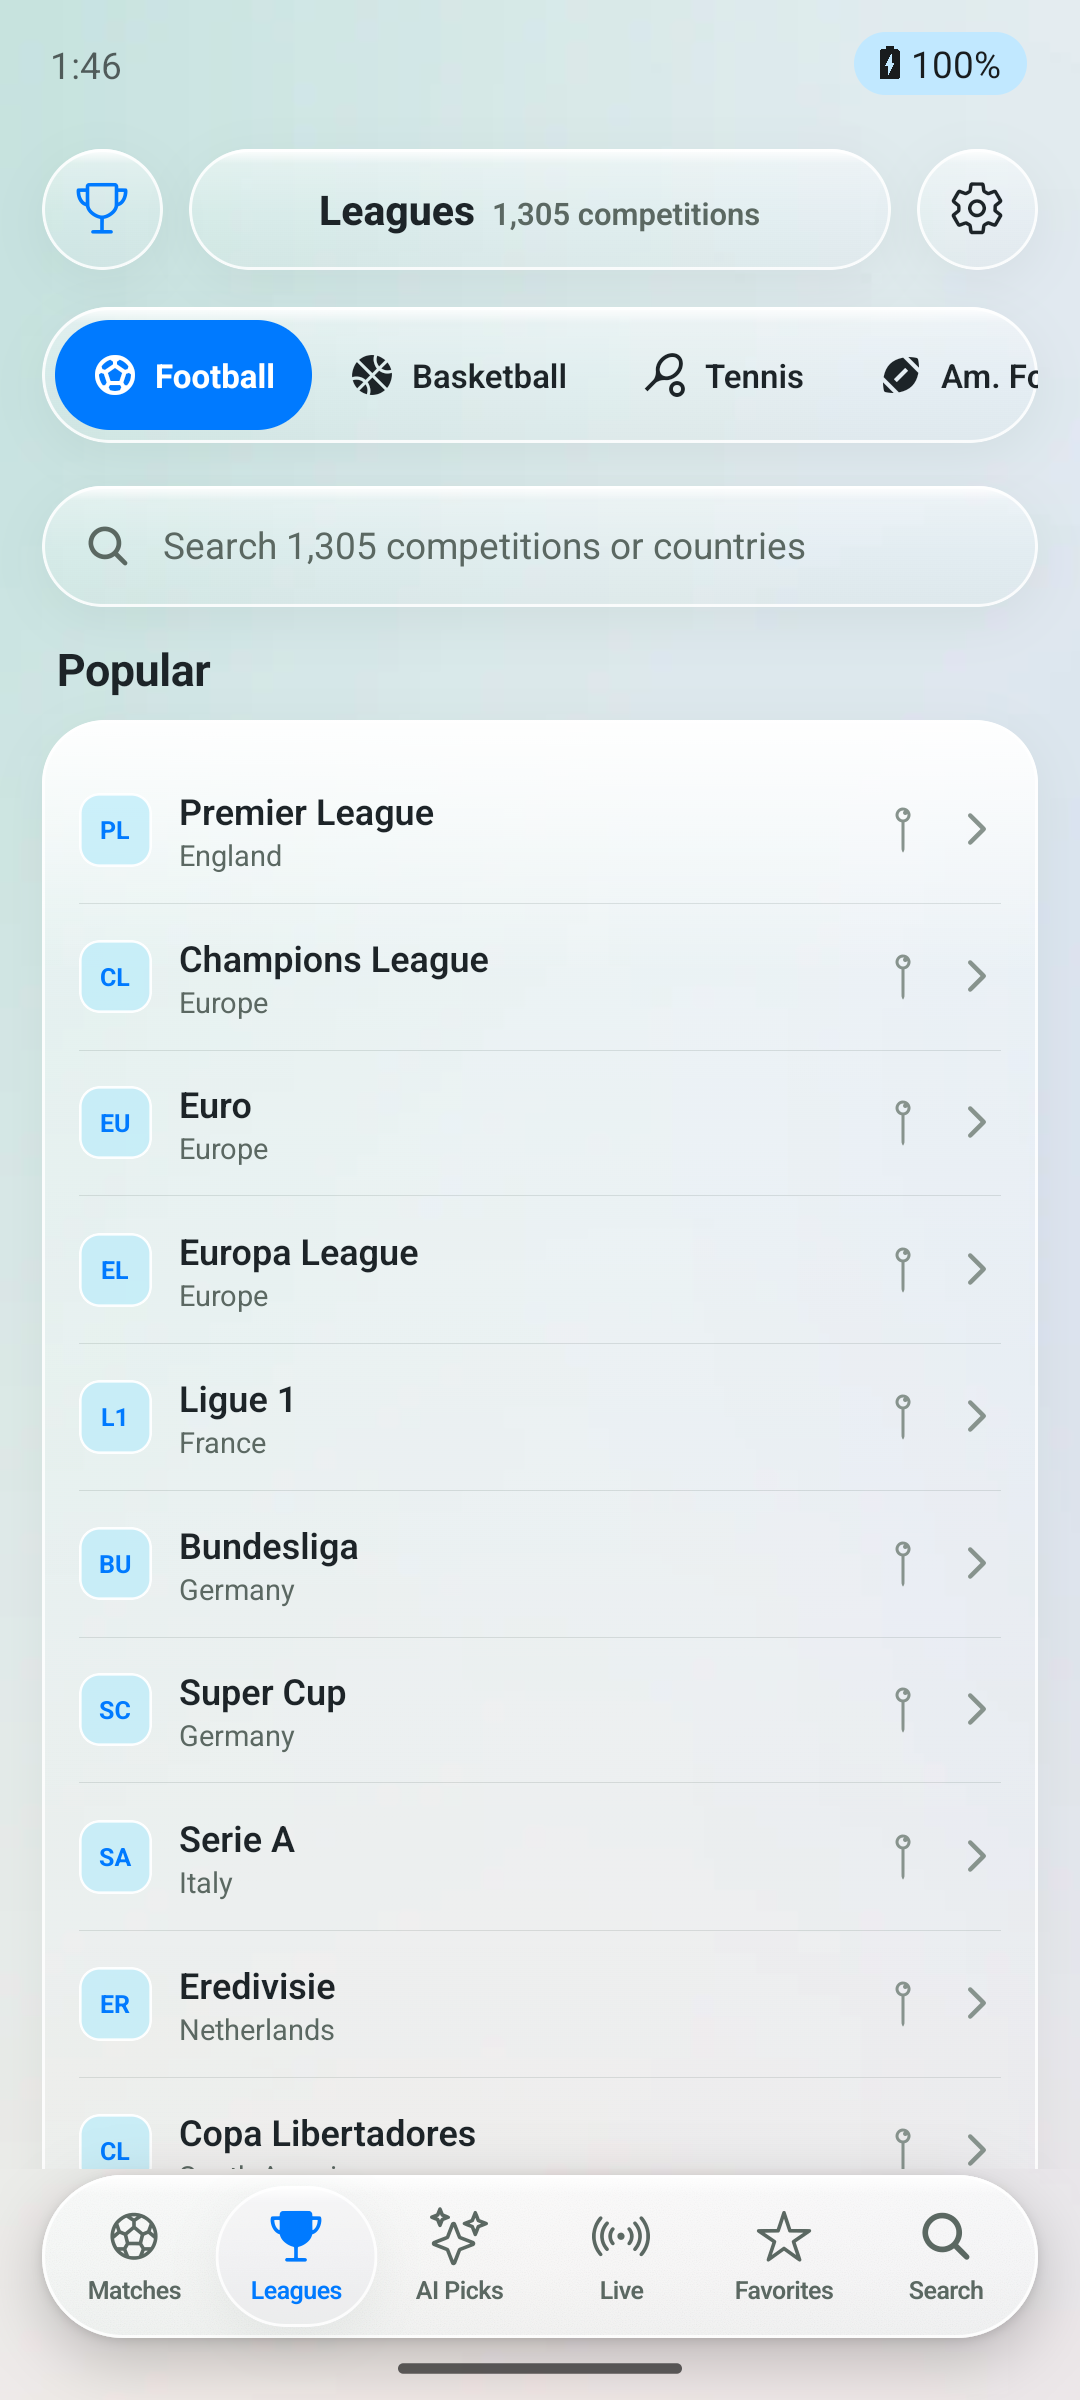 1:46
100%
Leagues 1,305 competitions
Football Basketball Tennis Am. Fo
Search 1,305 competitions or countries
Popular
PL
Premier League
England
CL
Champions League
Europe
EU
Euro
Europe
EL
Europa League
Europe
L1
Ligue 1
France
BU
Bundesliga
Germany
SC
Super Cup
Germany
SA
Serie A
Italy
ER
Eredivisie
Netherlands
CL
Copa Libertadores
Matches Leagues AI Picks Live Favorites Search